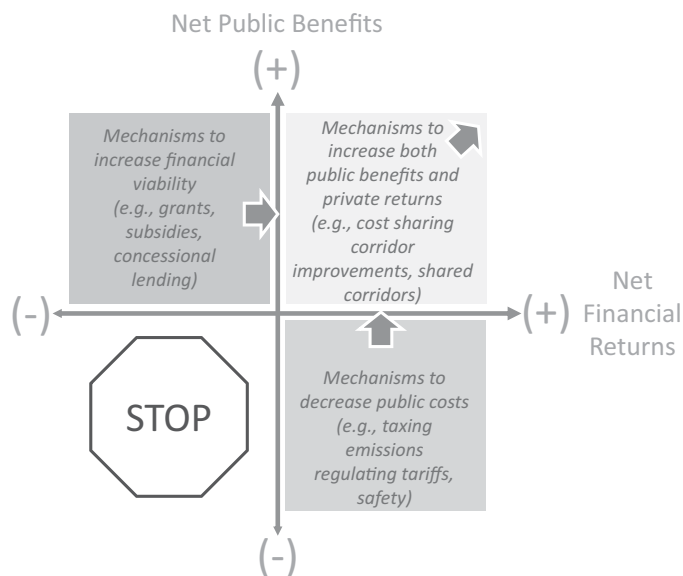 Net Public Benefits
(+)
Mechanisms to
increase financial
viability
(e.g., grants,
subsidies,
concessional
lending)
Mechanisms to
increase both
public benefits and
private returns
(e.g., cost sharing
corridor
improvements, shared
corridors)
(-)
(+)
Net
Financial
Returns
STOP
Mechanisms to
decrease public costs
(e.g., taxing
emissions
regulating tariffs,
safety)
(-)